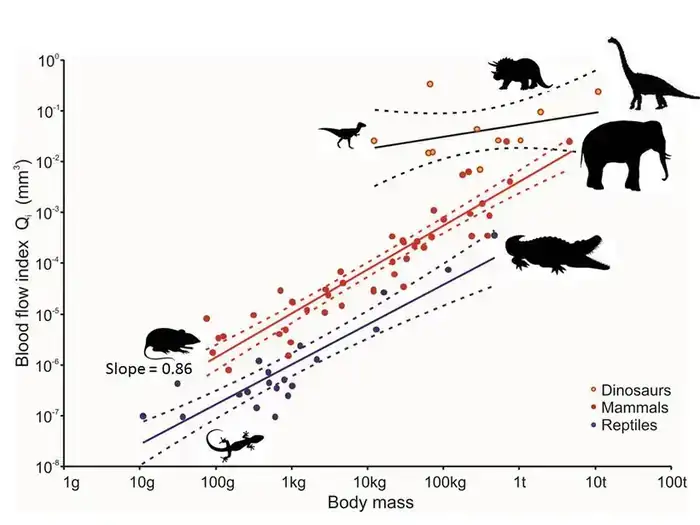 10⁰
10⁻¹
10⁻²
10⁻³
10⁻⁴
10⁻⁵
10⁻⁶
10⁻⁷
10⁻⁸
Blood flow index Qᵢ (mm³)
Slope = 0.86
Dinosaurs
Mammals
Reptiles
1g 10g 100g 1kg 10kg 100kg 1t 10t 100t
Body mass